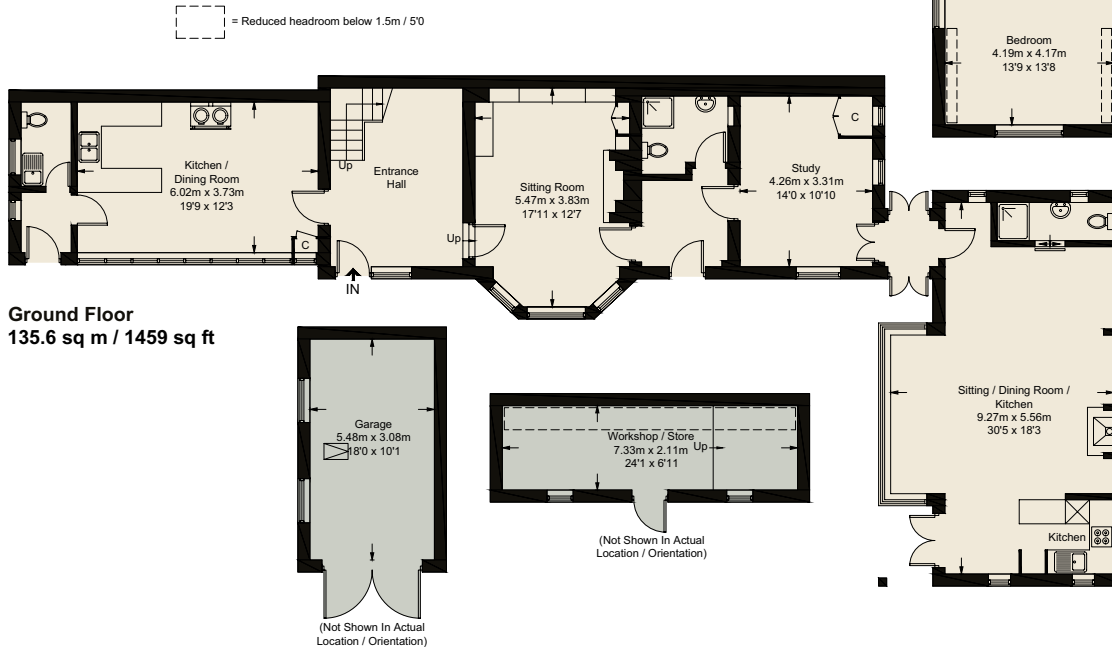 = Reduced headroom below 1.5m / 5'0
Bedroom
4.19m x 4.17m
13'9 x 13'8
Kitchen /
Dining Room
6.02m x 3.73m
19'9 x 12'3
C
Up
Entrance
Hall
Up
IN
Sitting Room
5.47m x 3.83m
17'11 x 12'7
Study
4.26m x 3.31m
14'0 x 10'10
C
Ground Floor
135.6 sq m / 1459 sq ft
Garage
5.48m x 3.08m
18'0 x 10'1
(Not Shown In Actual
Location / Orientation)
Workshop / Store
7.33m x 2.11m
24'1 x 6'11
Up
(Not Shown In Actual
Location / Orientation)
Sitting / Dining Room /
Kitchen
9.27m x 5.56m
30'5 x 18'3
Kitchen